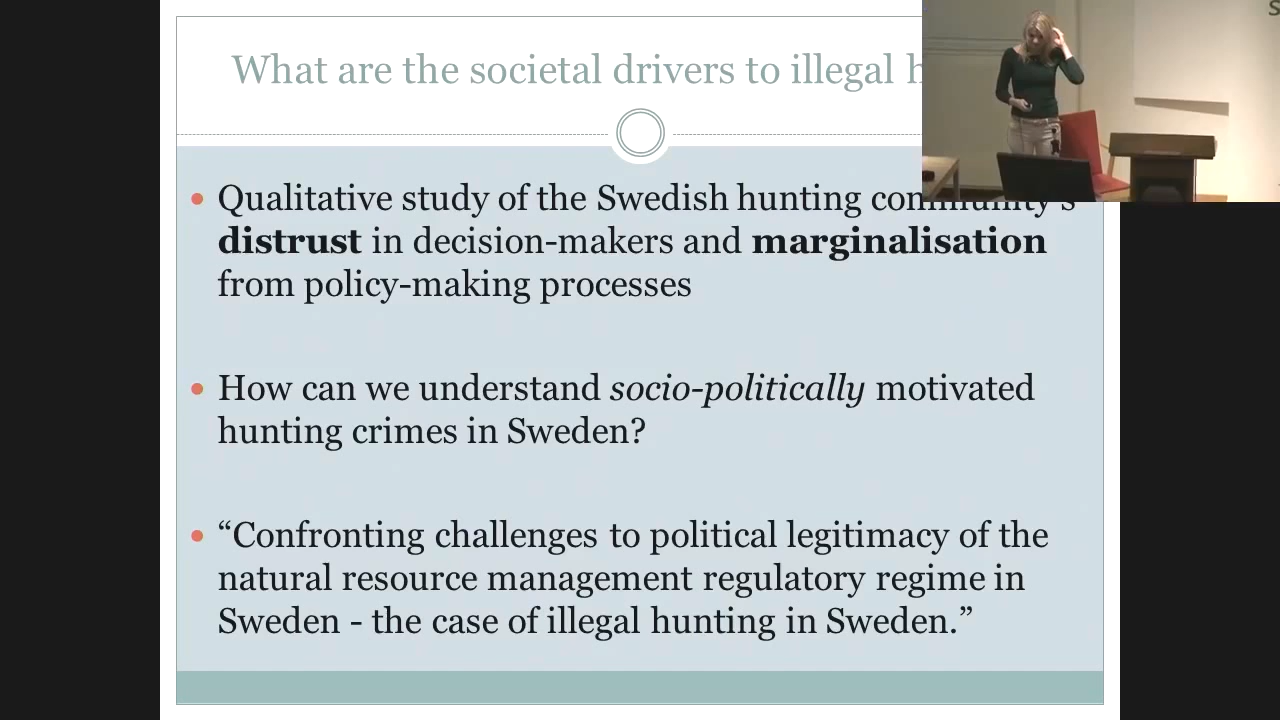 What are the societal drivers to illegal
Qualitative study of the Swedish hunting community's
distrust in decision-makers and marginalisation
from policy-making processes
How can we understand socio-politically motivated
hunting crimes in Sweden?
“Confronting challenges to political legitimacy of the
natural resource management regulatory regime in
Sweden - the case of illegal hunting in Sweden.”